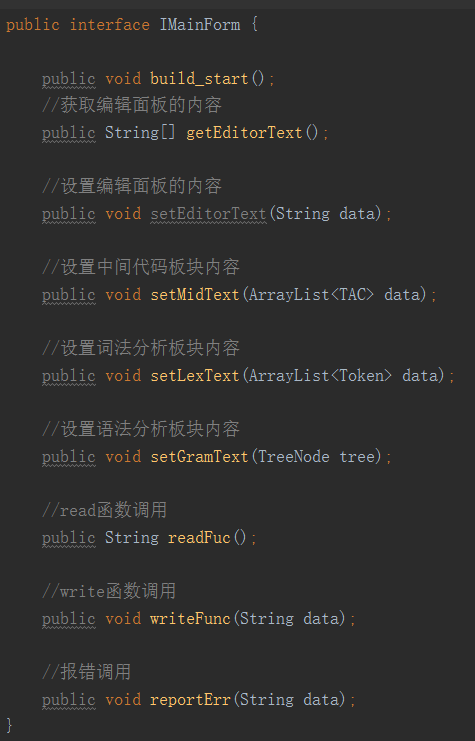 public interface IMainForm {
public void build_start();
//获取编辑面板的内容
public String[] getEditorText();
//设置编辑面板的内容
public void setEditorText(String data);
//设置中间代码板块内容
public void setMidText(ArrayList<TAC> data);
//设置词法分析板块内容
public void setLexText(ArrayList<Token> data);
//设置语法分析板块内容
public void setGramText(TreeNode tree);
//read函数调用
public String readFuc();
//write函数调用
public void writeFunc(String data);
//报错调用
public void reportErr(String data);
}